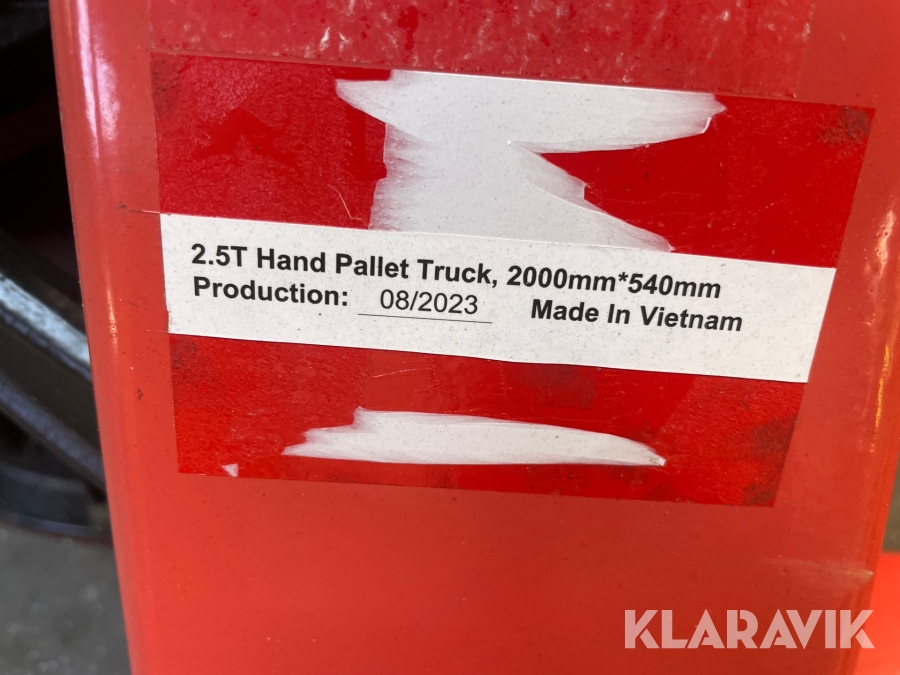 2.5T Hand Pallet Truck, 2000mm*540mm
Production: 08/2023 Made In Vietnam
KLARAVIK